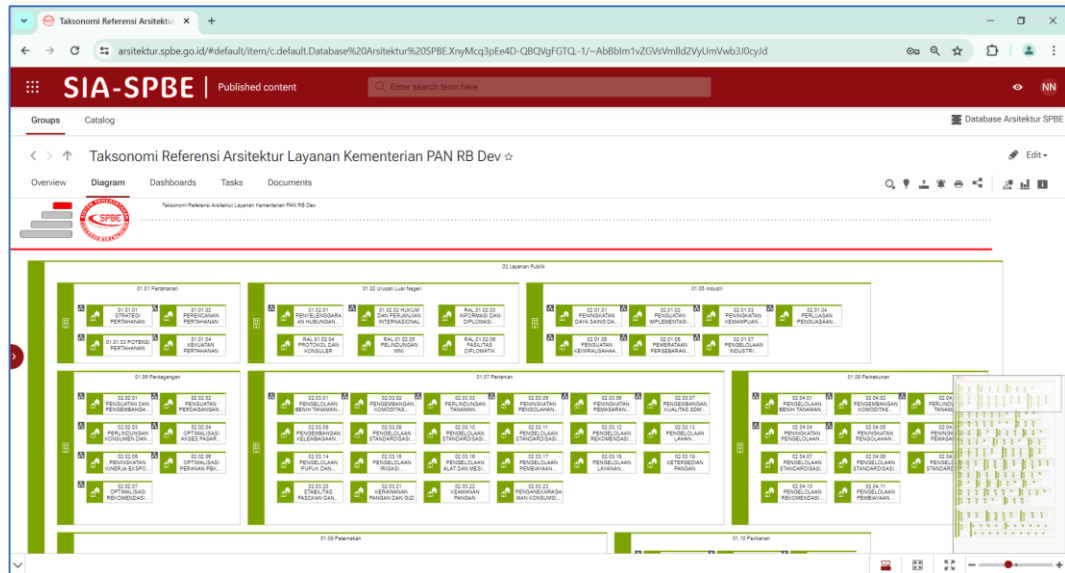 Taksonomi Referensi Arsitektur
arsitektur.spbe.go.id/#default/item/c.default.Database%20Arsitektur%20SPBE.XnyMcq3pEe4D-QBQVgFGTQ.-1/~AbBbIm1vZGVsVmlld2VyUmVwb3J0cyJd
SIA-SPBE | Published content
Enter search term here
NN
Groups Catalog
Database Arsitektur SPBE
Taksonomi Referensi Arsitektur Layanan Kementerian PAN RB Dev
Edit
Overview Diagram Dashboards Tasks Documents
SPBE
Taksonomi Referensi Arsitektur Layanan Kementerian PAN RB Dev
01 Layanan Publik
01.01 Pertahanan
01.01.01 STRATEGI PERTAHANAN
01.01.02 PERENCANAN PERTAHANAN
01.01.03 POTENSI PERTAHANAN
01.01.04 KEKUATAN PERTAHANAN
01.02 Urusan Luar Negeri
01.02.01 PENYELENGGARA AN HUBUNGAN...
01.02.02 HUKUM DAN PERJANJIAN INTERNASIONAL
RAL.01.02.03 INFORMASI DAN DIPLOMASI...
RAL.01.02.04 PROTOKOL DAN KONSULER
RAL.01.02.05 PELINDUNGAN WNI
RAL.01.02.06 FASILITAS DIPLOMATIK
01.05 Industri
02.01.01 PENINGKATAN DAYA SAING DA...
02.01.02 PENGUATAN IMPLEMENTASI...
02.01.03 PENINGKATAN KEMAMPUAN...
02.01.04 PERLUASAN PENGUASAAN...
02.01.05 PENGUATAN KEWIRAUSAHAA...
02.01.06 PEMERATAAN PERSEBARAN...
02.01.07 PENGELOLAAN INDUSTRI...
01.06 Perdagangan
02.02.01 PENGUATAN DAN PENGEMBANGA...
02.02.02 PENGUATAN PERDAGANGAN...
02.02.03 PERLINDUNGAN KONSUMEN DAN...
02.02.04 OPTIMALISASI AKSES PASAR...
02.02.05 PENINGKATAN KINERJA EKSPO...
02.02.06 OPTIMALISASI PERANAN PBK,...
02.02.07 OPTIMALISASI REKOMENDASI...
01.07 Pertanian
02.03.01 PENGELOLAAN BENIH TANAMAN...
02.03.02 PENGEMBANGAN KOMODITAS...
02.03.03 PERLINDUNGAN TANAMAN...
02.03.05 PENINGKATAN PENGOLAHAN...
02.03.06 PENINGKATAN PEMASARAN...
02.03.07 PENGEMBANGAN KUALITAS SDM...
02.03.08 PENGEMBANGAN KELEMBAGAAN...
02.03.09 PENGELOLAAN STANDARDISASI...
02.03.10 PENGELOLAAN STANDARDISASI...
02.03.11 PENGELOLAAN STANDARDISASI...
02.03.12 PENGELOLAAN REKOMENDASI...
02.03.13 PENGELOLAAN LAHAN...
02.03.14 PENGELOLAAN PUPUK DAN...
02.03.15 PENGELOLAAN IRIGASI...
02.03.16 PENGELOLAAN ALAT DAN MESI...
02.03.17 PENGELOLAAN PEMBIAYAAN...
02.03.18 PENGELOLAAN LAYANAN...
02.03.19 KETERSEDIAN PANGAN
02.03.20 STABILITAS PASOKAN DAN...
02.03.21 KERAWANAN PANGAN DAN GIZI
02.03.22 KEAMANAN PANGAN
02.03.23 PENGANEKARAGA MAN KONSUMSI...
01.08 Perkebunan
02.04.01 PENGELOLAAN BENIH TANAMAN...
02.04.02 PENGEMBANGAN KOMODITAS...
02.04.04 PENINGKATAN PENGELOLAAN...
02.04.05 PENINGKATAN PENGOLAHAN...
02.04.07 PENGELOLAAN STANDARDISASI...
02.04.08 PENGELOLAAN STANDARDISASI...
02.04.10 PENGELOLAAN REKOMENDASI...
02.04.11 PENGELOLAAN PEMBIAYAAN...
01.09 Peternakan
01.10 Perikanan